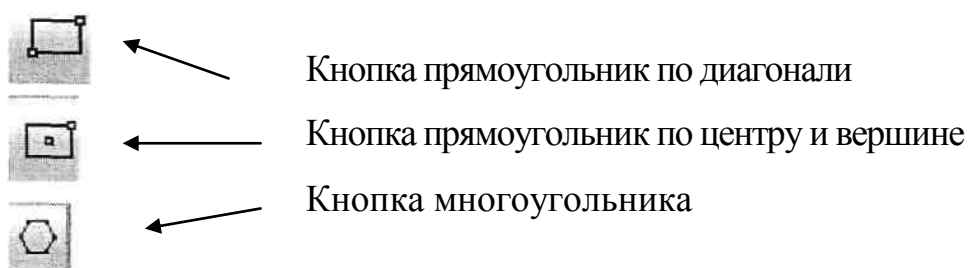 Кнопка прямоугольник по диагонали
Кнопка прямоугольник по центру и вершине
Кнопка многоугольника